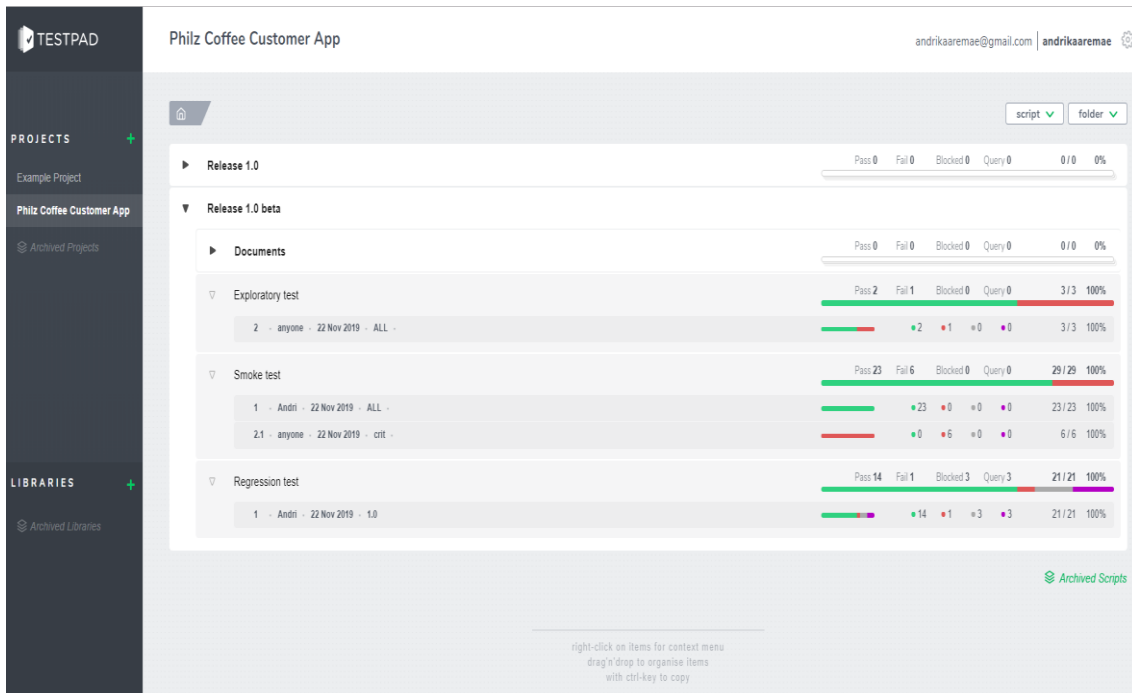 TESTPAD
Philz Coffee Customer App
andrikaaremae@gmail.com | andrikaaremae
script folder
PROJECTS +
Example Project
Philz Coffee Customer App
Archived Projects
LIBRARIES +
Archived Libraries
Release 1.0 Pass 0 Fail 0 Blocked 0 Query 0 0 / 0 0%
Release 1.0 beta
Documents Pass 0 Fail 0 Blocked 0 Query 0 0 / 0 0%
Exploratory test Pass 2 Fail 1 Blocked 0 Query 0 3 / 3 100%
2 - anyone - 22 Nov 2019 - ALL - 2 1 0 0 3 / 3 100%
Smoke test Pass 23 Fail 6 Blocked 0 Query 0 29 / 29 100%
1 - Andri - 22 Nov 2019 - ALL - 23 0 0 0 23 / 23 100%
2.1 - anyone - 22 Nov 2019 - crit - 0 6 0 0 6 / 6 100%
Regression test Pass 14 Fail 1 Blocked 3 Query 3 21 / 21 100%
1 - Andri - 22 Nov 2019 - 1.0 14 1 3 3 21 / 21 100%
Archived Scripts
right-click on items for context menu
drag'n'drop to organise items
with ctrl-key to copy